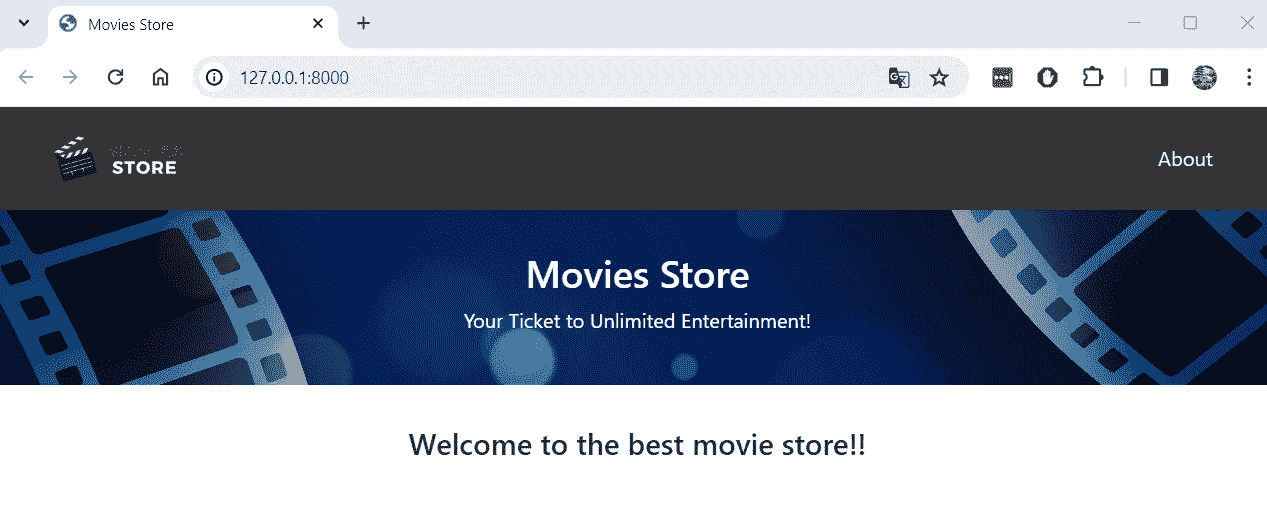 Movies Store
127.0.0.1:8000
STORE
About
Movies Store
Your Ticket to Unlimited Entertainment!
Welcome to the best movie store!!